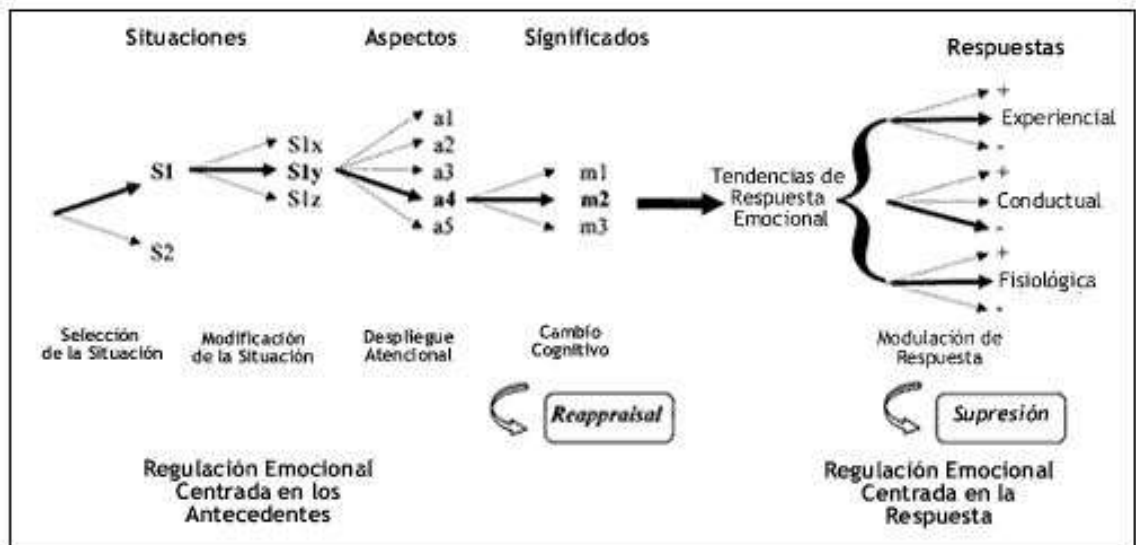 Situaciones
Aspectos
Significados
Respuestas
S1
S2
S1x
S1y
S1z
a1
a2
a3
a4
a5
m1
m2
m3
Tendencias de
Respuesta
Emocional
+
Experiencial
-
+
Conductual
-
+
Fisiológica
-
Selección
de la Situación
Modificación
de la Situación
Despliegue
Atencional
Cambio
Cognitivo
Modulación de
Respuesta
Reappraisal
Supresión
Regulación Emocional
Centrada en los
Antecedentes
Regulación Emocional
Centrada en la
Respuesta